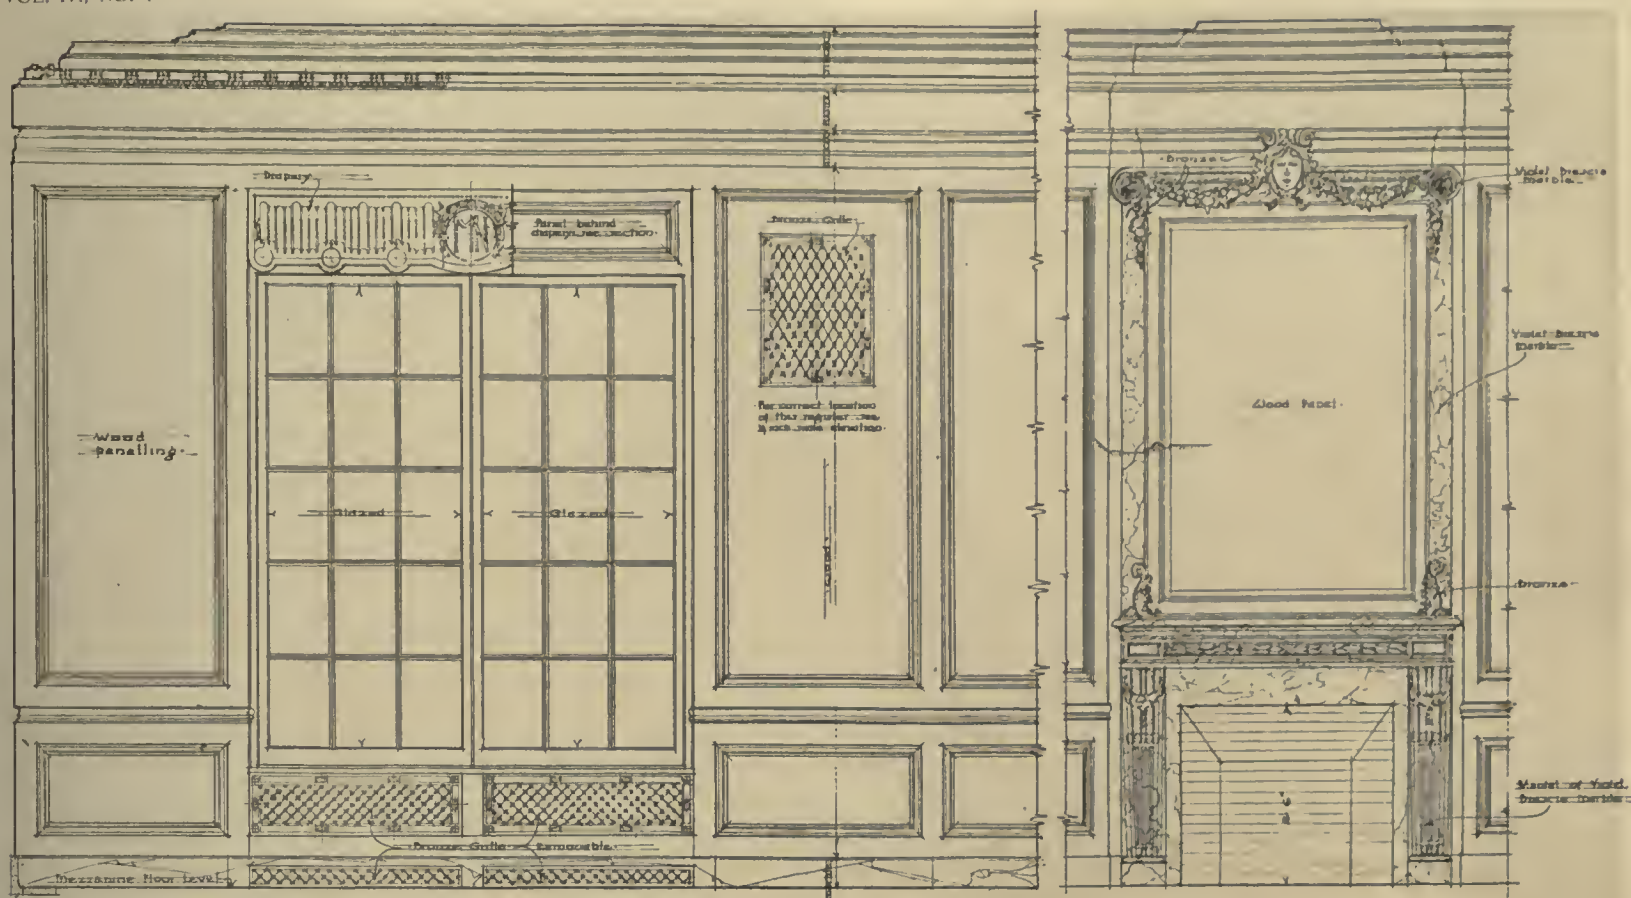 Drapery
Bronze
Violet Breccia
Marble
Panel behind
drapery, see section
Bronze Grille
Violet Breccia
Marble
For correct location
of this register see
Wood Panel
Wood
panelling
Glazed
Glazed
Bronze
Mantel of Violet
Breccia Marble
Bronze Grille Removable
Mezzanine Floor Level